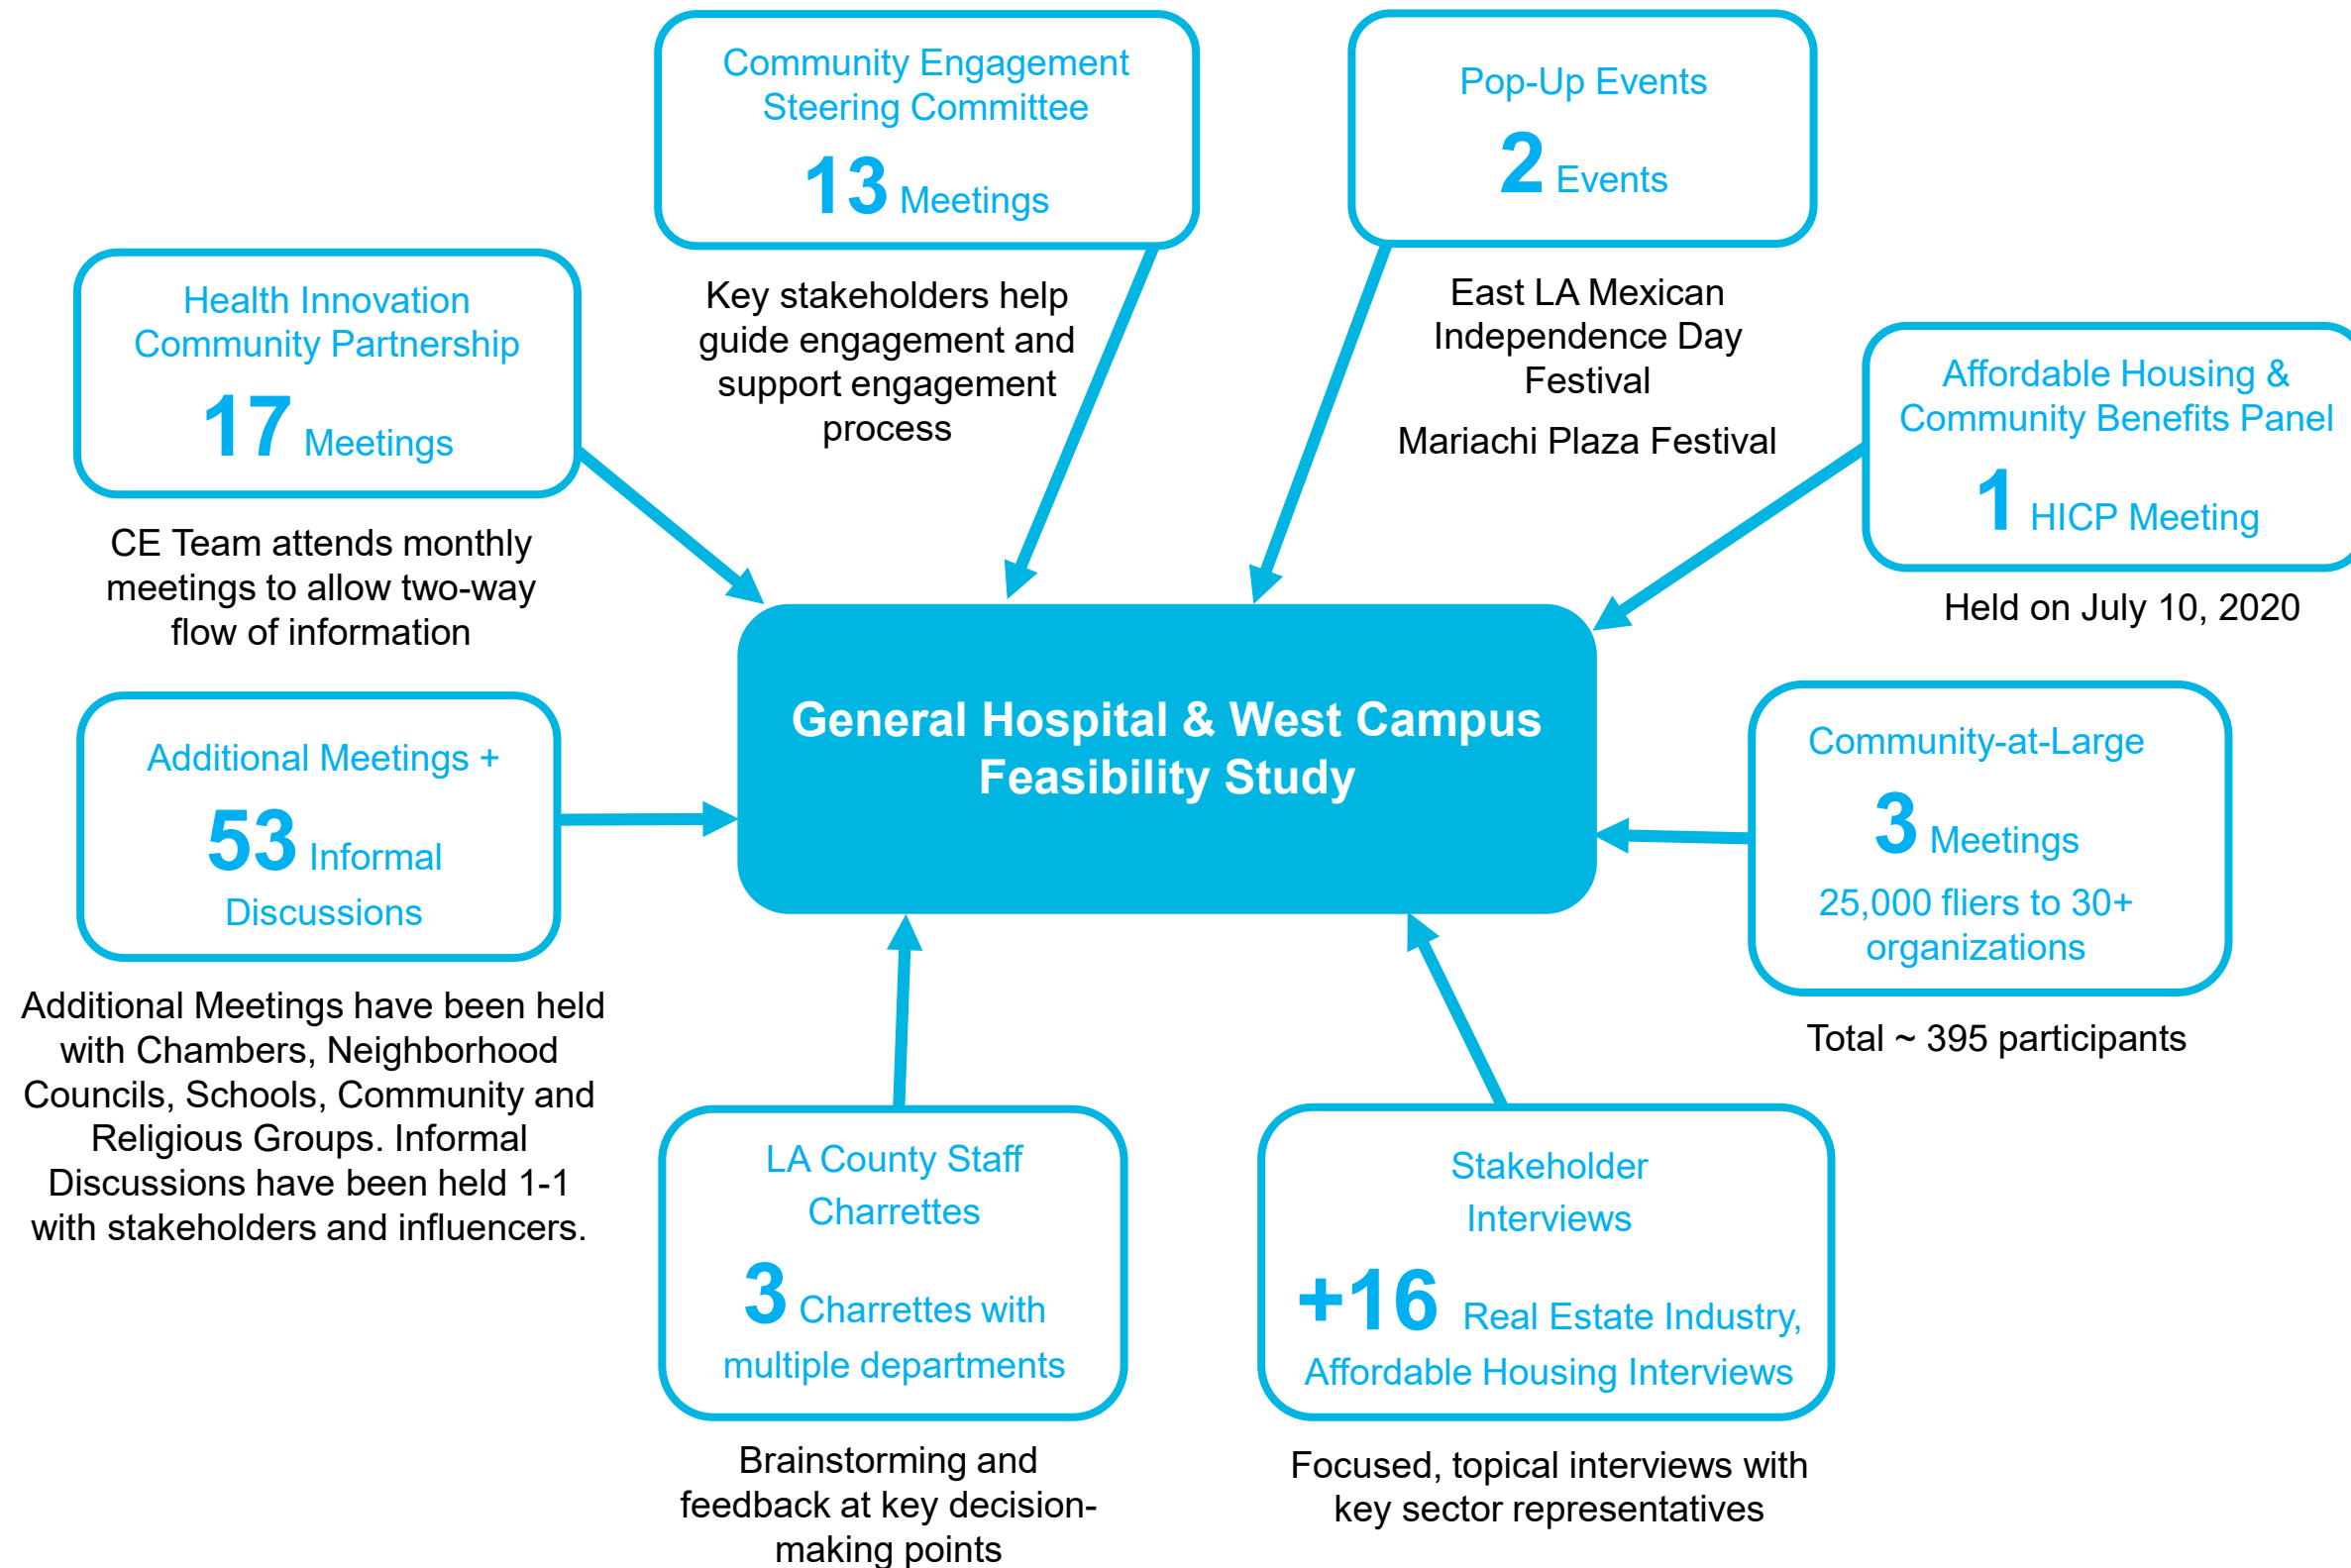 Community Engagement
Steering Committee
13 Meetings
Key stakeholders help
guide engagement and
support engagement
process
Pop-Up Events
2 Events
East LA Mexican
Independence Day
Festival
Mariachi Plaza Festival
Health Innovation
Community Partnership
17 Meetings
CE Team attends monthly
meetings to allow two-way
flow of information
Affordable Housing &
Community Benefits Panel
1 HICP Meeting
Held on July 10, 2020
General Hospital & West Campus
Feasibility Study
Additional Meetings +
53 Informal
Discussions
Additional Meetings have been held
with Chambers, Neighborhood
Councils, Schools, Community and
Religious Groups. Informal
Discussions have been held 1-1
with stakeholders and influencers.
Community-at-Large
3 Meetings
25,000 fliers to 30+
organizations
Total ~ 395 participants
LA County Staff
Charrettes
3 Charrettes with
multiple departments
Brainstorming and
feedback at key decision-
making points
Stakeholder
Interviews
+16 Real Estate Industry,
Affordable Housing Interviews
Focused, topical interviews with
key sector representatives